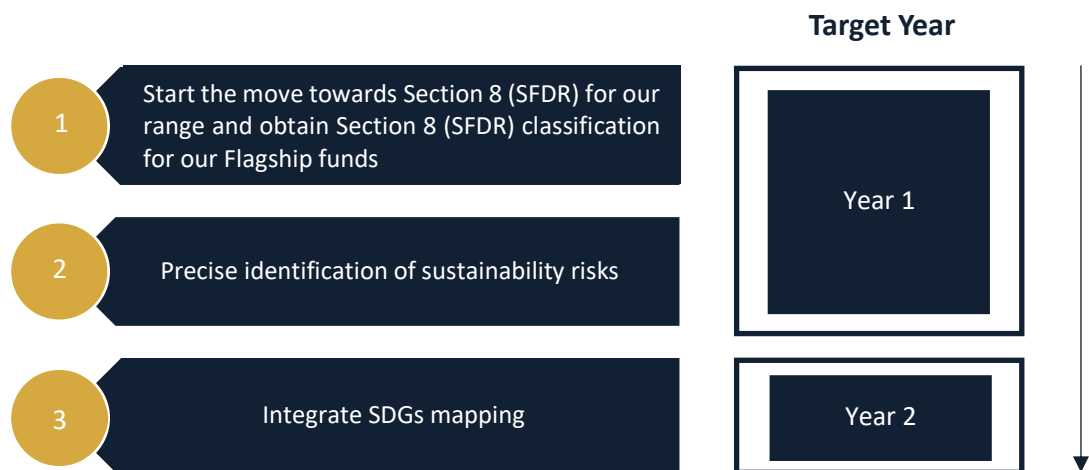 Target Year
1
Start the move towards Section 8 (SFDR) for our
range and obtain Section 8 (SFDR) classification
for our Flagship funds
Year 1
2
Precise identification of sustainability risks
3
Integrate SDGs mapping
Year 2